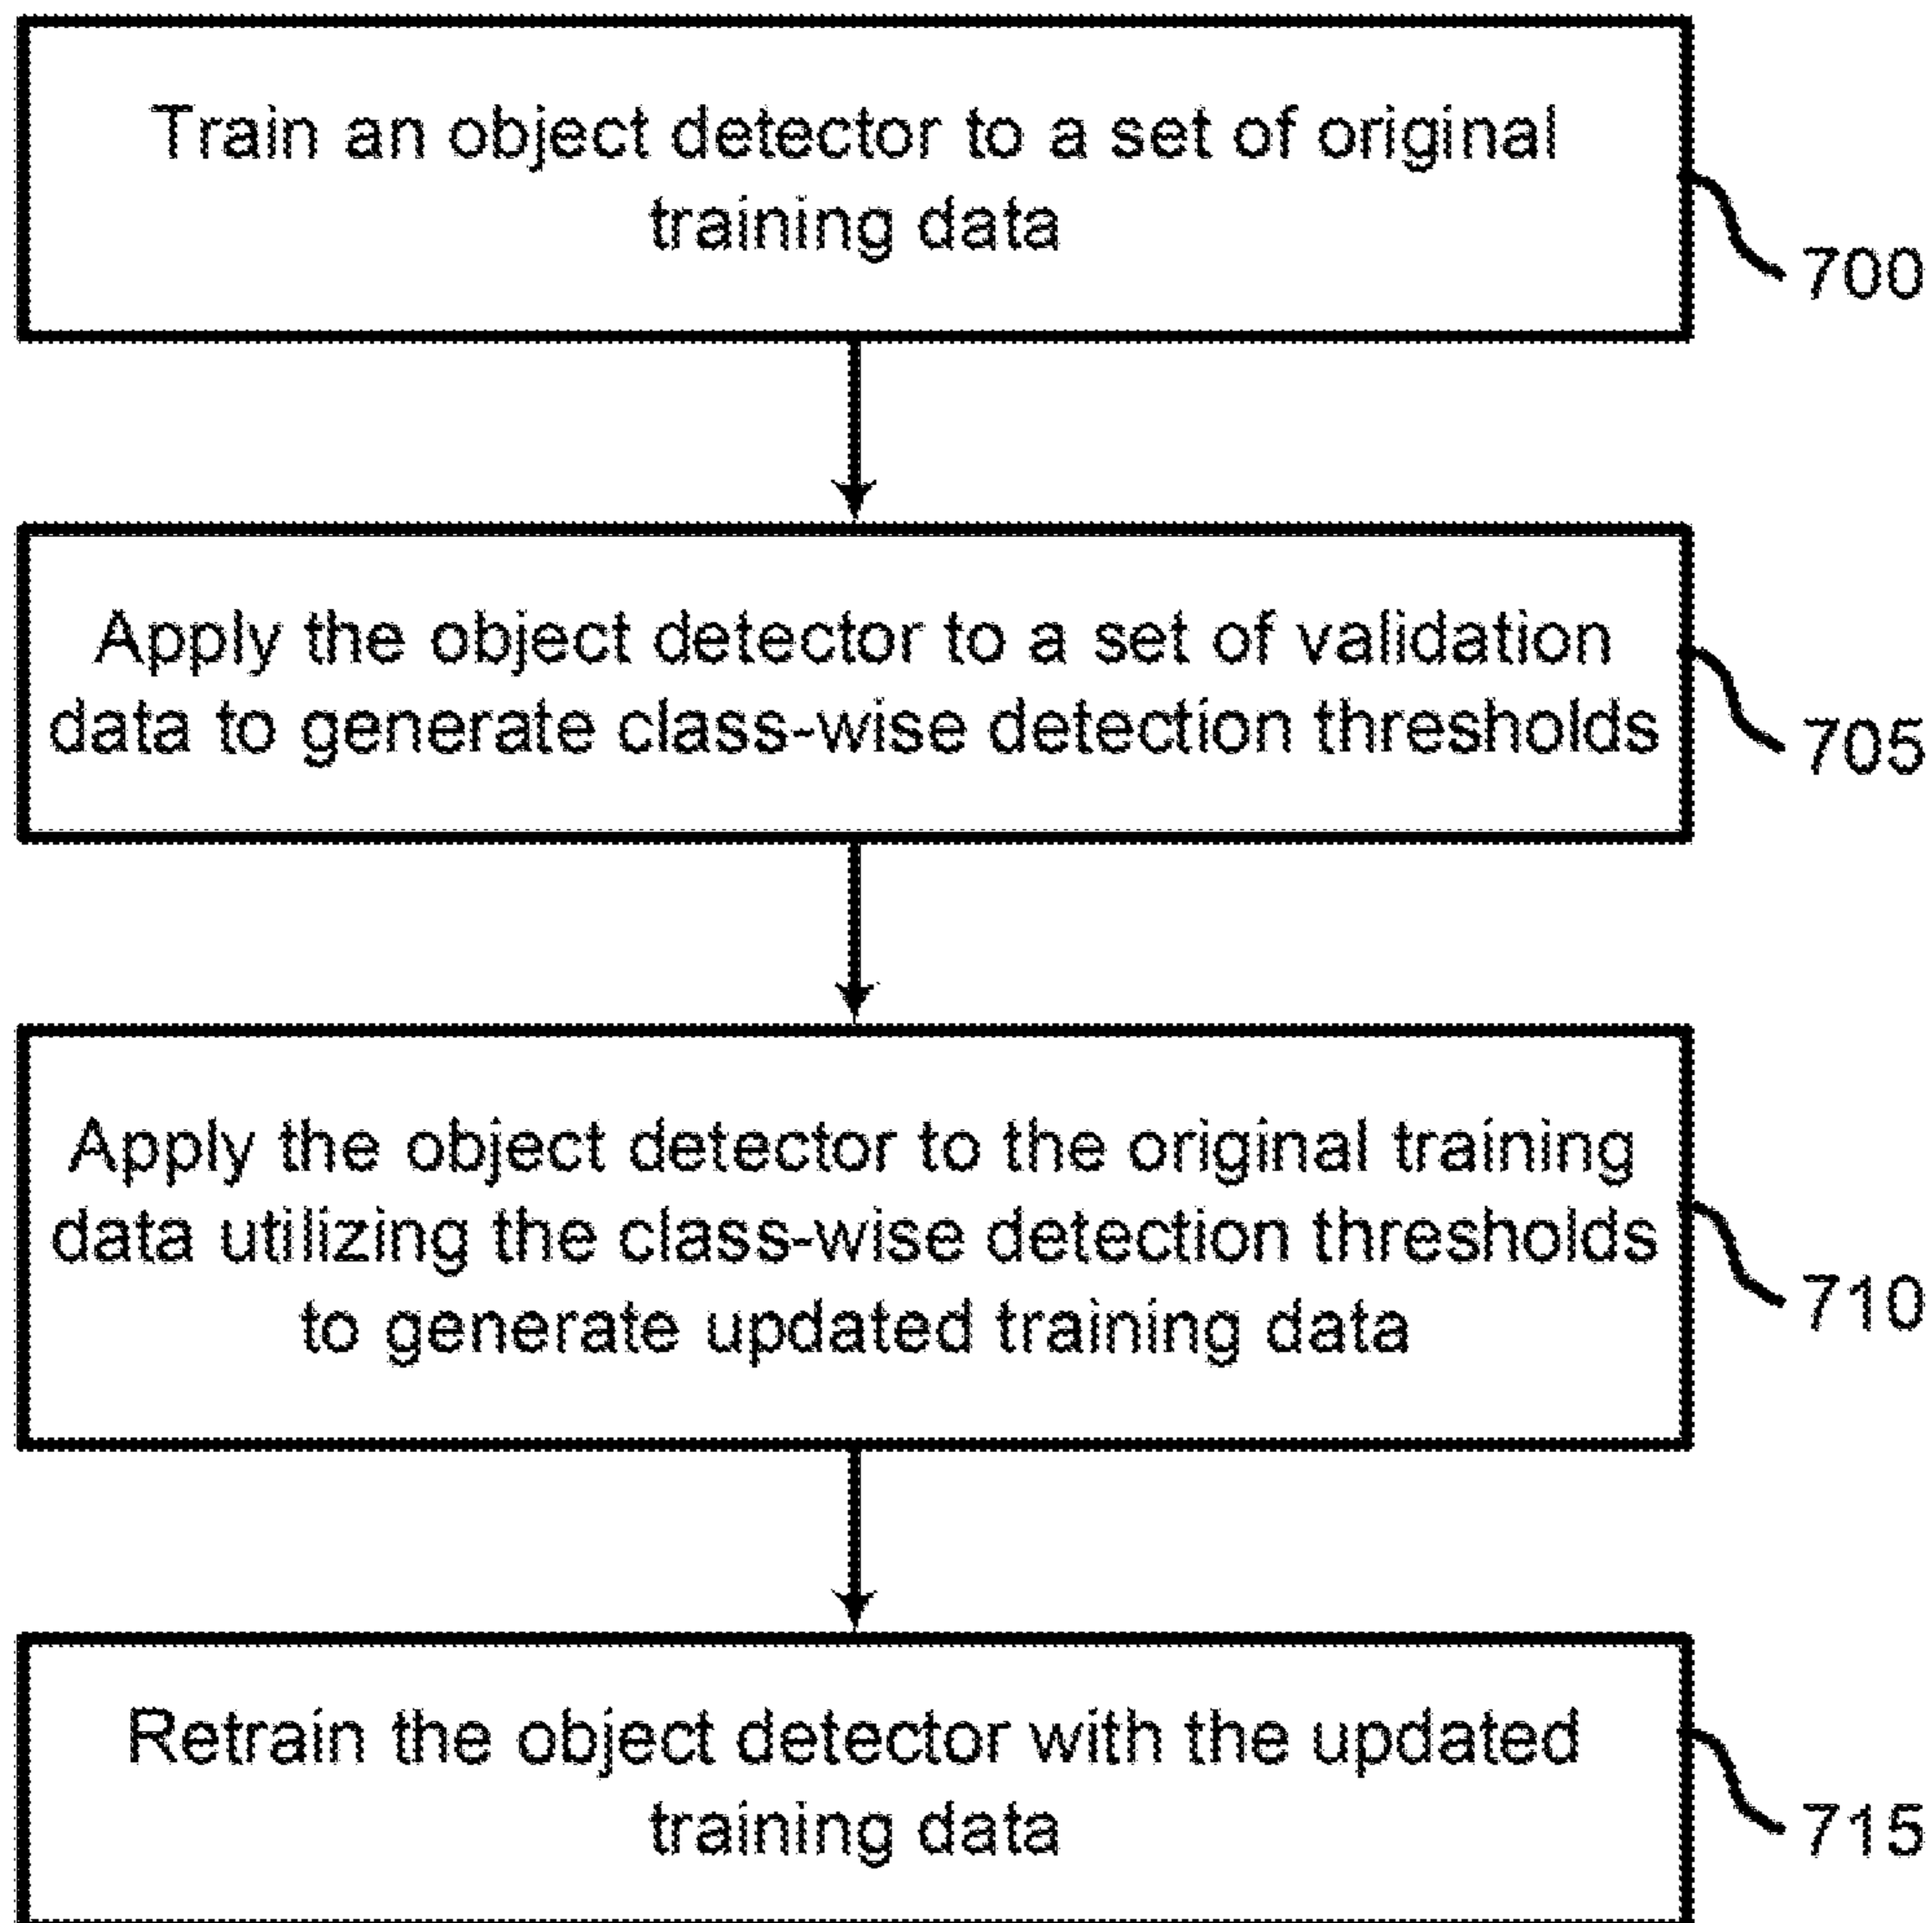 Train an object detector to a set of original
training data
700
Apply the object detector to a set of validation
data to generate class-wise detection thresholds
705
Apply the object detector to the original training
data utilizing the class-wise detection thresholds
to generate updated training data
710
Retrain the object detector with the updated
training data
715